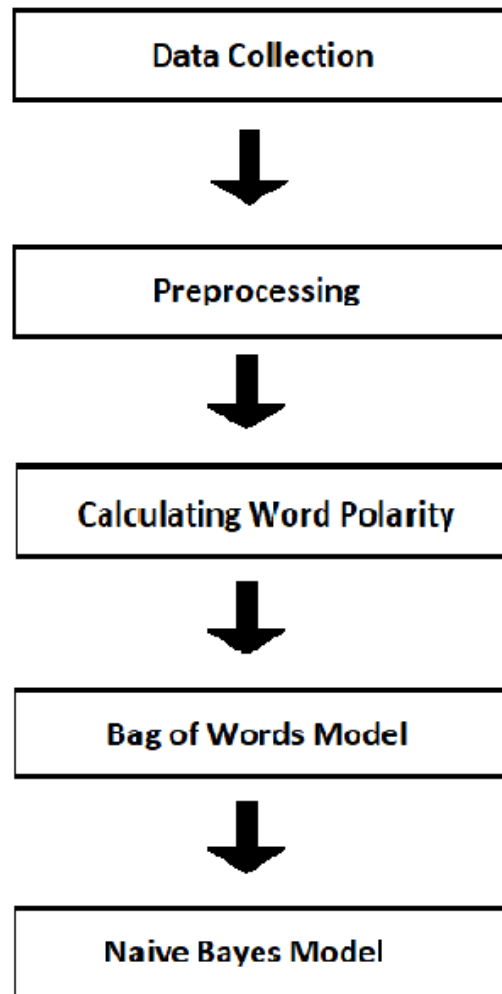 Data Collection
Preprocessing
Calculating Word Polarity
Bag of Words Model
Naive Bayes Model